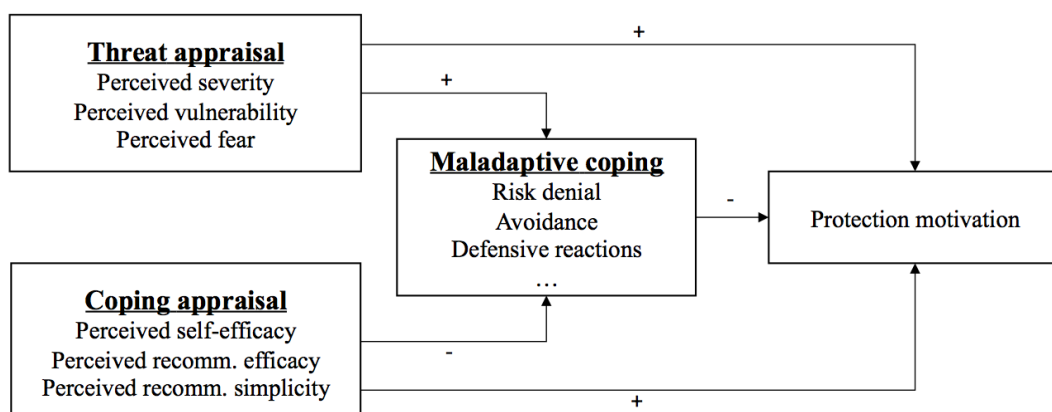 Threat appraisal
Perceived severity
Perceived vulnerability
Perceived fear
+
+
Maladaptive coping
Risk denial
Avoidance
Defensive reactions
…
-
Protection motivation
Coping appraisal
Perceived self-efficacy
Perceived recomm. efficacy
Perceived recomm. simplicity
-
+